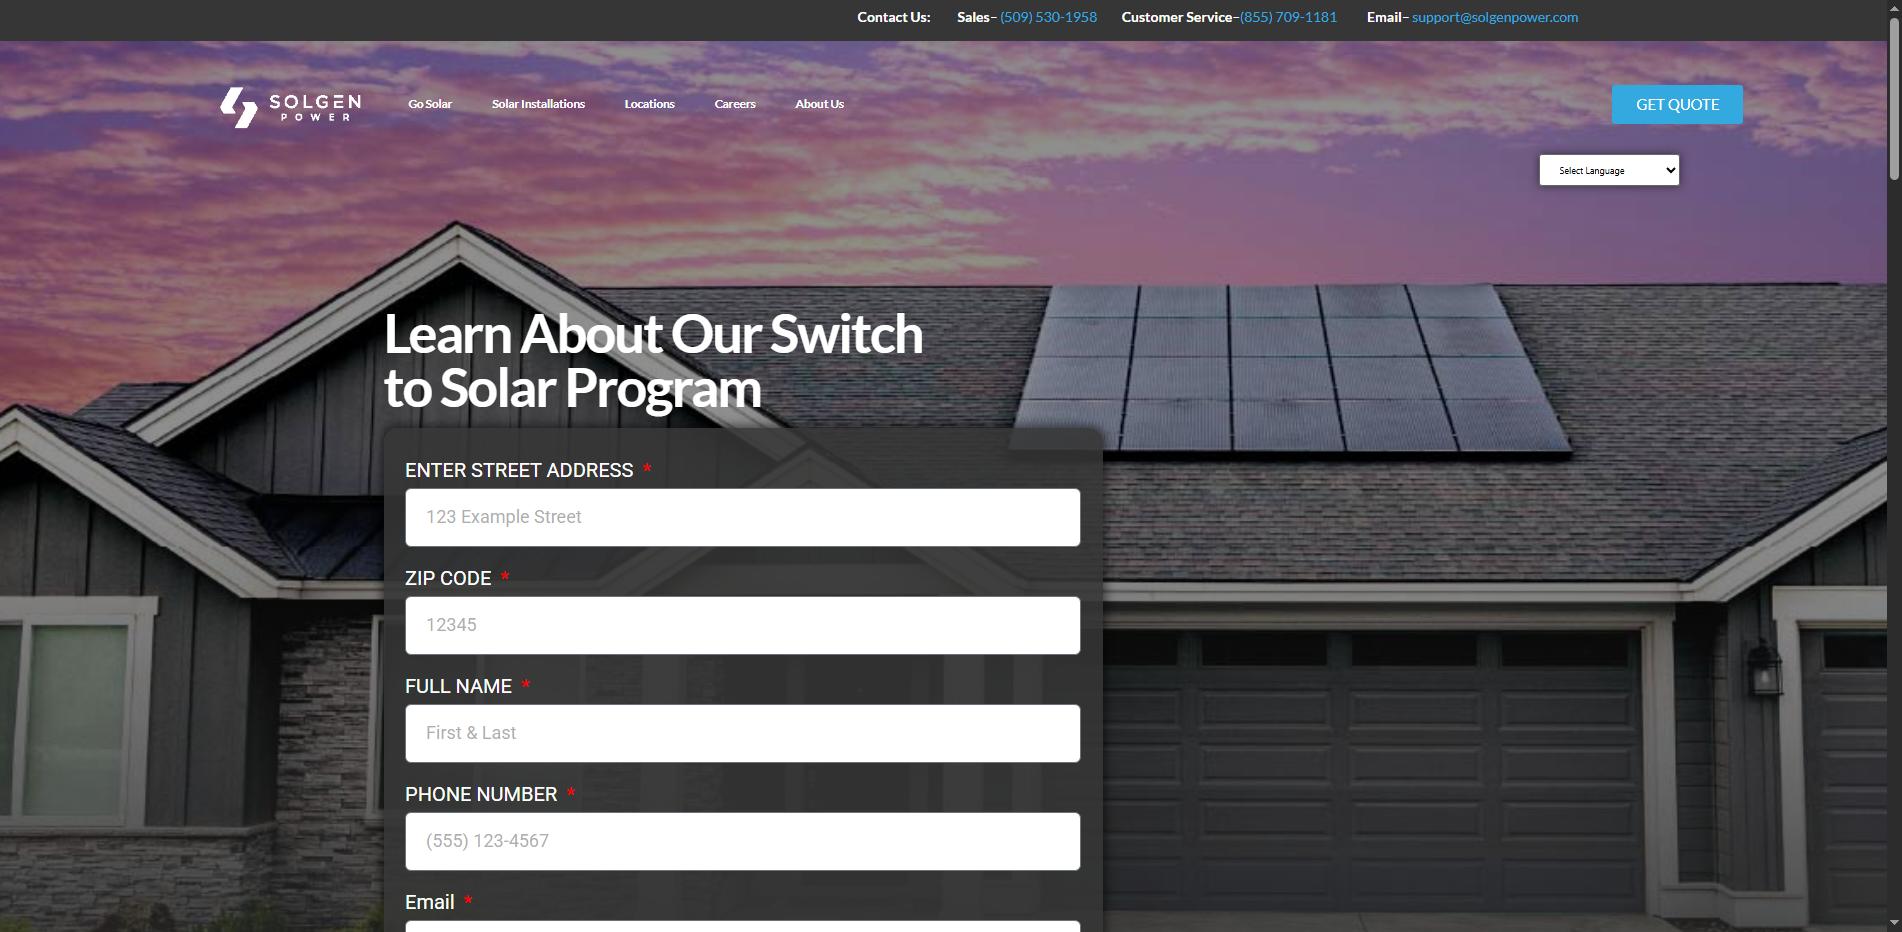 Contact Us: Sales– (509) 530-1958 Customer Service–(855) 709-1181 Email– support@solgenpower.com
SOLGEN
POWER
Go Solar Solar Installations Locations Careers About Us
GET QUOTE
Select Language
Learn About Our Switch
to Solar Program
ENTER STREET ADDRESS *
123 Example Street
ZIP CODE *
12345
FULL NAME *
First & Last
PHONE NUMBER *
(555) 123-4567
Email *